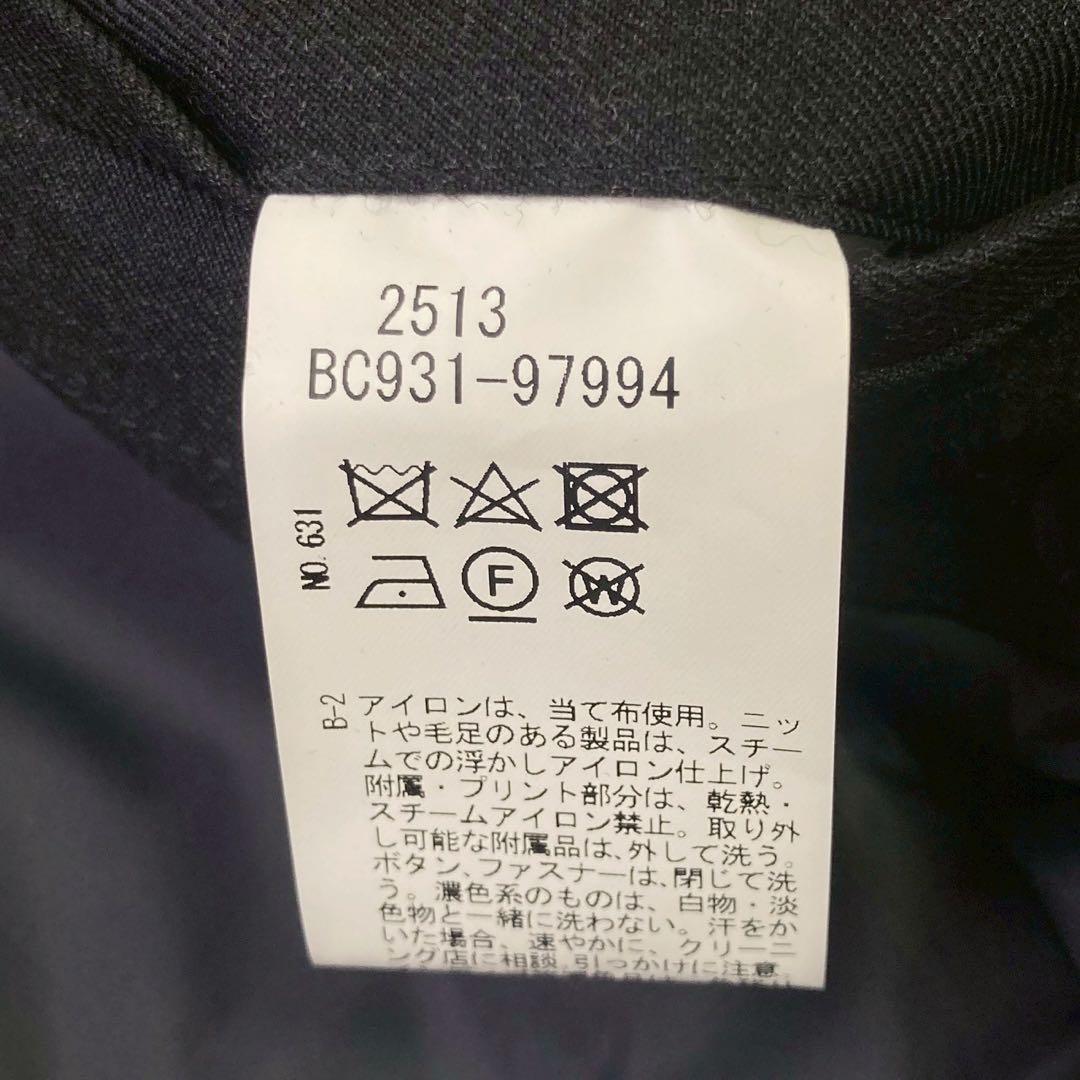 2513
BC931-97994
NO.631
F
W
B-2
アイロンは、当て布使用。ニッ
トや毛足のある製品は、スチー
ムでの浮かしアイロン仕上げ。
附属・プリント部分は、乾熱・
スチームアイロン禁止。取り外
し可能な附属品は、外して洗う。
ボタン、ファスナーは、閉じて洗
う。濃色系のものは、白物・淡
色物と一緒に洗わない。汗をか
いた場合、速やかに、クリーニ
ング店に相談。引っかけに注意。